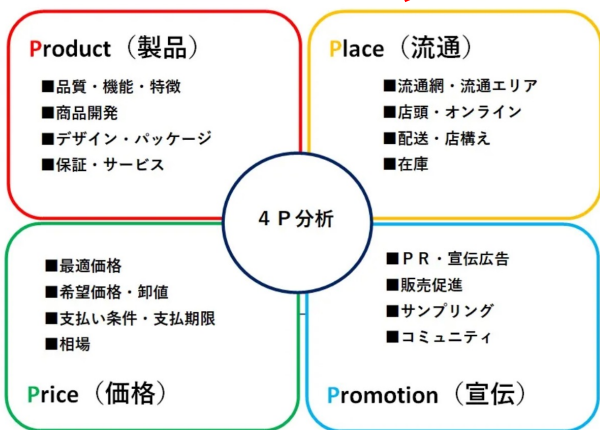 Product（製品）
■品質・機能・特徴
■商品開発
■デザイン・パッケージ
■保証・サービス
Place（流通）
■流通網・流通エリア
■店頭・オンライン
■配送・店構え
■在庫
４Ｐ分析
■最適価格
■希望価格・卸値
■支払い条件・支払期限
■相場
Price（価格）
■ＰＲ・宣伝広告
■販売促進
■サンプリング
■コミュニティ
Promotion（宣伝）